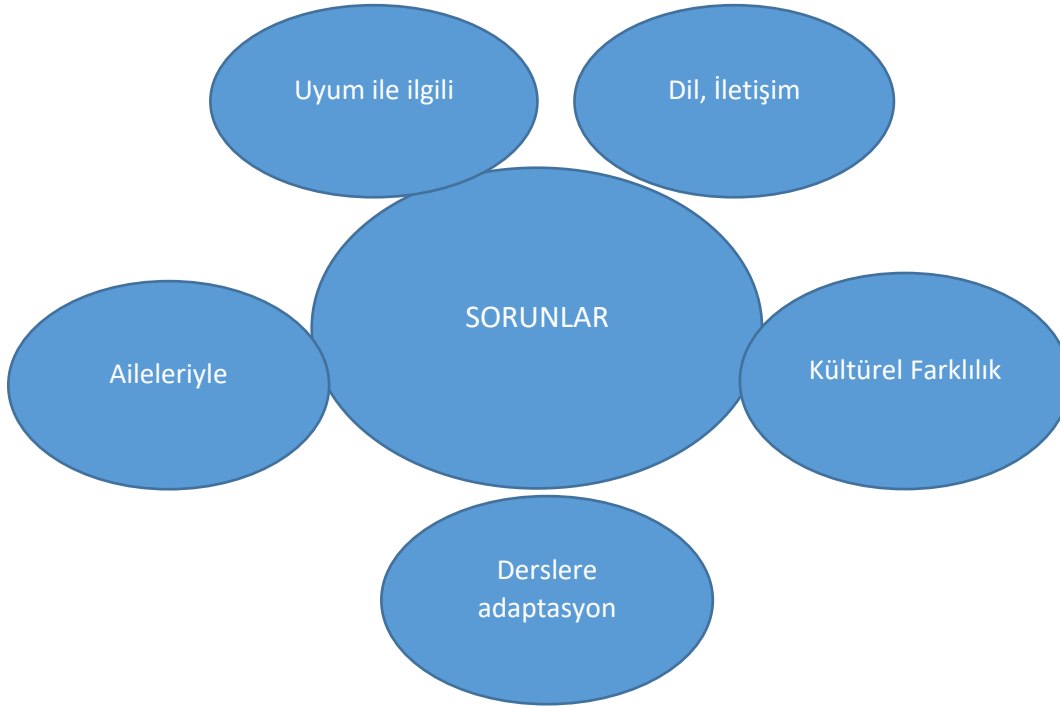 Uyum ile ilgili
Dil, İletişim
SORUNLAR
Aileleriyle
Kültürel Farklılık
Derslere
adaptasyon